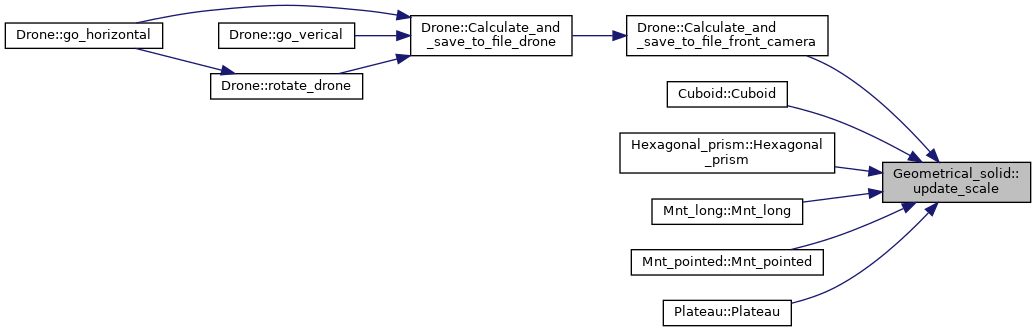 Drone::go_horizontal
Drone::go_verical
Drone::rotate_drone
Drone::Calculate_and
_save_to_file_drone
Drone::Calculate_and
_save_to_file_front_camera
Cuboid::Cuboid
Hexagonal_prism::Hexagonal
_prism
Mnt_long::Mnt_long
Mnt_pointed::Mnt_pointed
Plateau::Plateau
Geometrical_solid::
update_scale